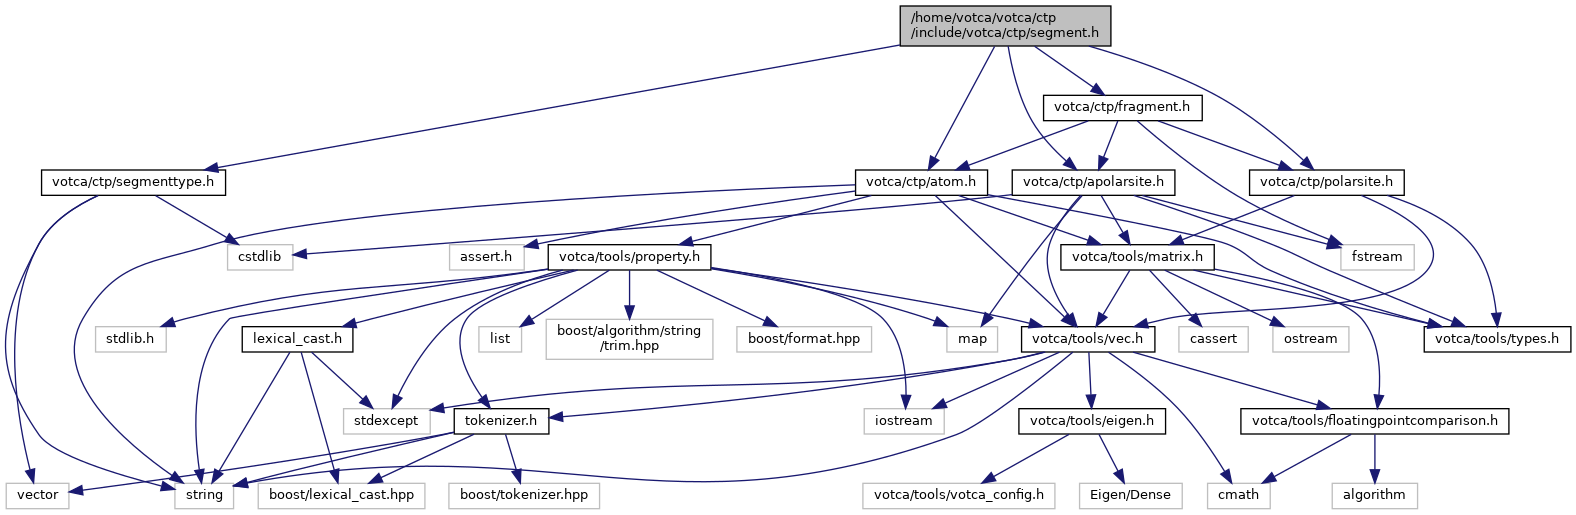 /home/votca/votca/ctp
/include/votca/ctp/segment.h
votca/ctp/fragment.h
votca/ctp/segmenttype.h
votca/ctp/atom.h
votca/ctp/apolarsite.h
votca/ctp/polarsite.h
cstdlib
assert.h
votca/tools/property.h
votca/tools/matrix.h
fstream
stdlib.h
lexical_cast.h
list
boost/algorithm/string
/trim.hpp
boost/format.hpp
map
votca/tools/vec.h
cassert
ostream
votca/tools/types.h
stdexcept
tokenizer.h
iostream
votca/tools/eigen.h
votca/tools/floatingpointcomparison.h
vector
string
boost/lexical_cast.hpp
boost/tokenizer.hpp
votca/tools/votca_config.h
Eigen/Dense
cmath
algorithm